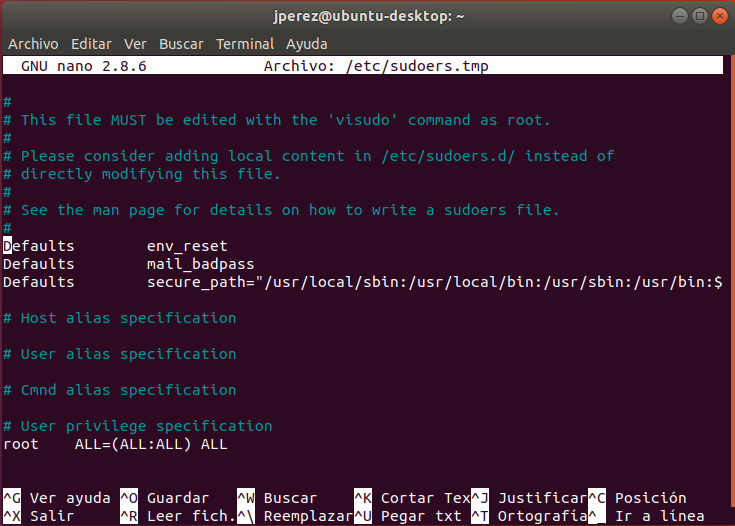 jperez@ubuntu-desktop: ~
Archivo Editar Ver Buscar Terminal Ayuda
GNU nano 2.8.6 Archivo: /etc/sudoers.tmp
#
# This file MUST be edited with the 'visudo' command as root.
#
# Please consider adding local content in /etc/sudoers.d/ instead of
# directly modifying this file.
#
# See the man page for details on how to write a sudoers file.
#
Defaults env_reset
Defaults mail_badpass
Defaults secure_path="/usr/local/sbin:/usr/local/bin:/usr/sbin:/usr/bin:$
# Host alias specification
# User alias specification
# Cmnd alias specification
# User privilege specification
root ALL=(ALL:ALL) ALL
^G Ver ayuda ^O Guardar ^W Buscar ^K Cortar Tex^J Justificar^C Posición
^X Salir ^R Leer fich.^\ Reemplazar^U Pegar txt ^T Ortografía^_ Ir a línea